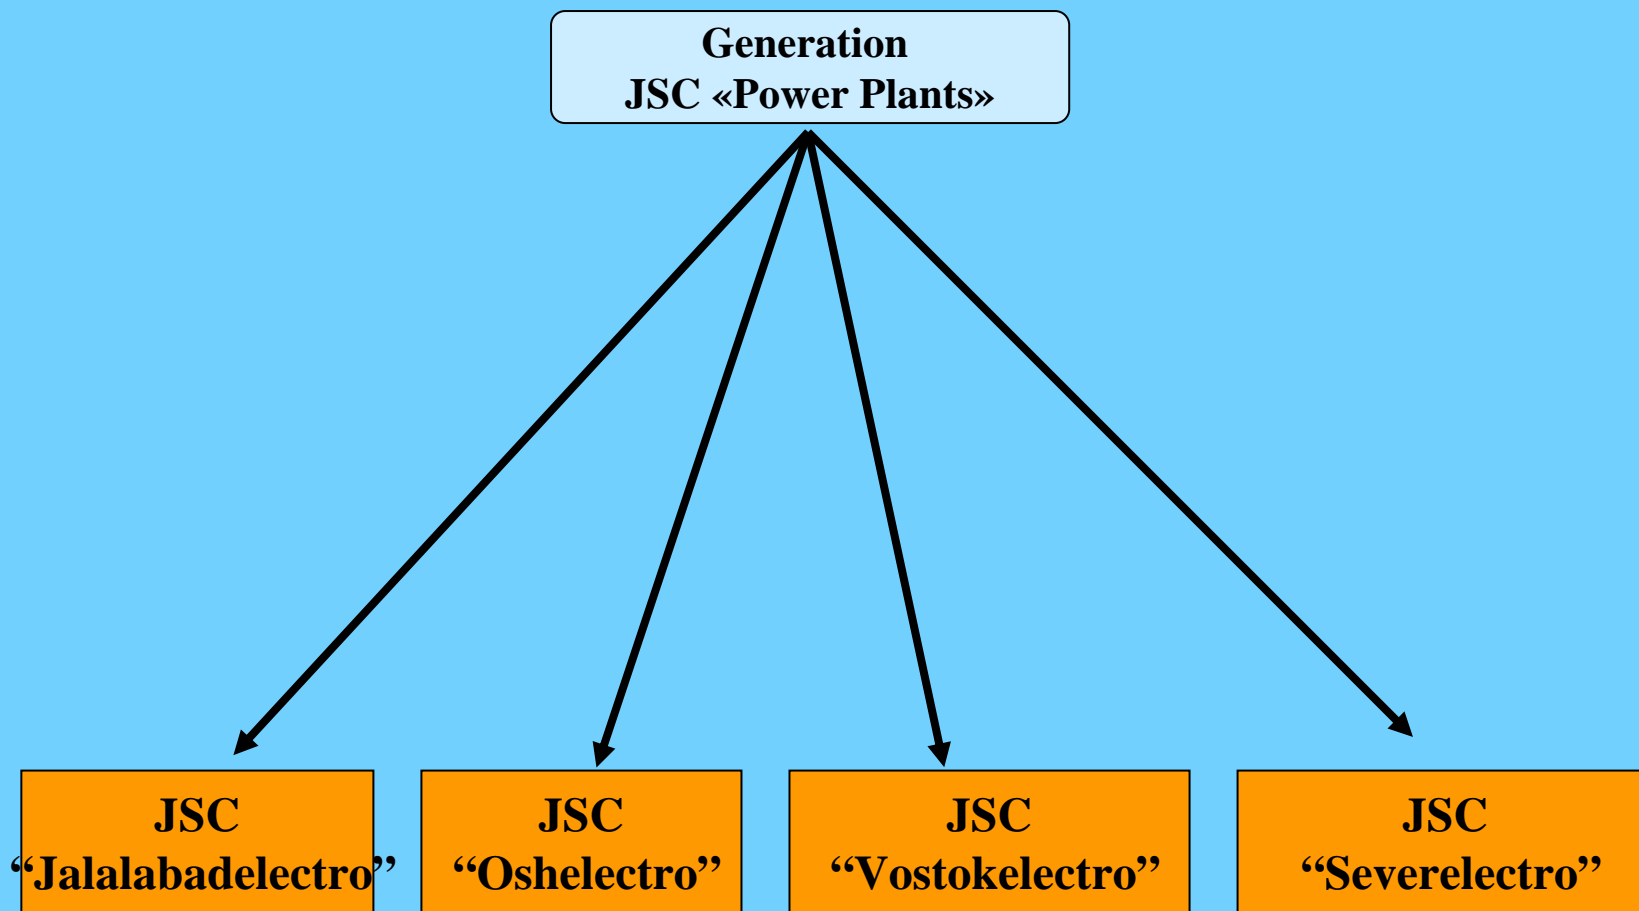 Generation
JSC «Power Plants»
JSC
“Jalalabadelectro”
JSC
“Oshelectro”
JSC
“Vostokelectro”
JSC
“Severelectro”